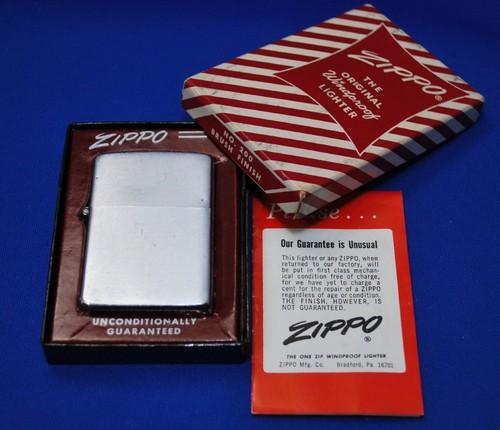 ZIPPO®
THE
ORIGINAL
Windproof
LIGHTER
NO. 200
BRUSH FINISH
ZIPPO
UNCONDITIONALLY
GUARANTEED
Please...
Our Guarantee is Unusual
This lighter or any ZIPPO, when
returned to our factory, will
be put in first class mechan-
ical condition free of charge,
for we have yet to charge a
cent for the repair of a ZIPPO
regardless of age or condition.
THE FINISH, HOWEVER, IS
NOT GUARANTEED.
ZIPPO®
THE ONE ZIP WINDPROOF LIGHTER
ZIPPO Mfg. Co. Bradford, Pa. 16701